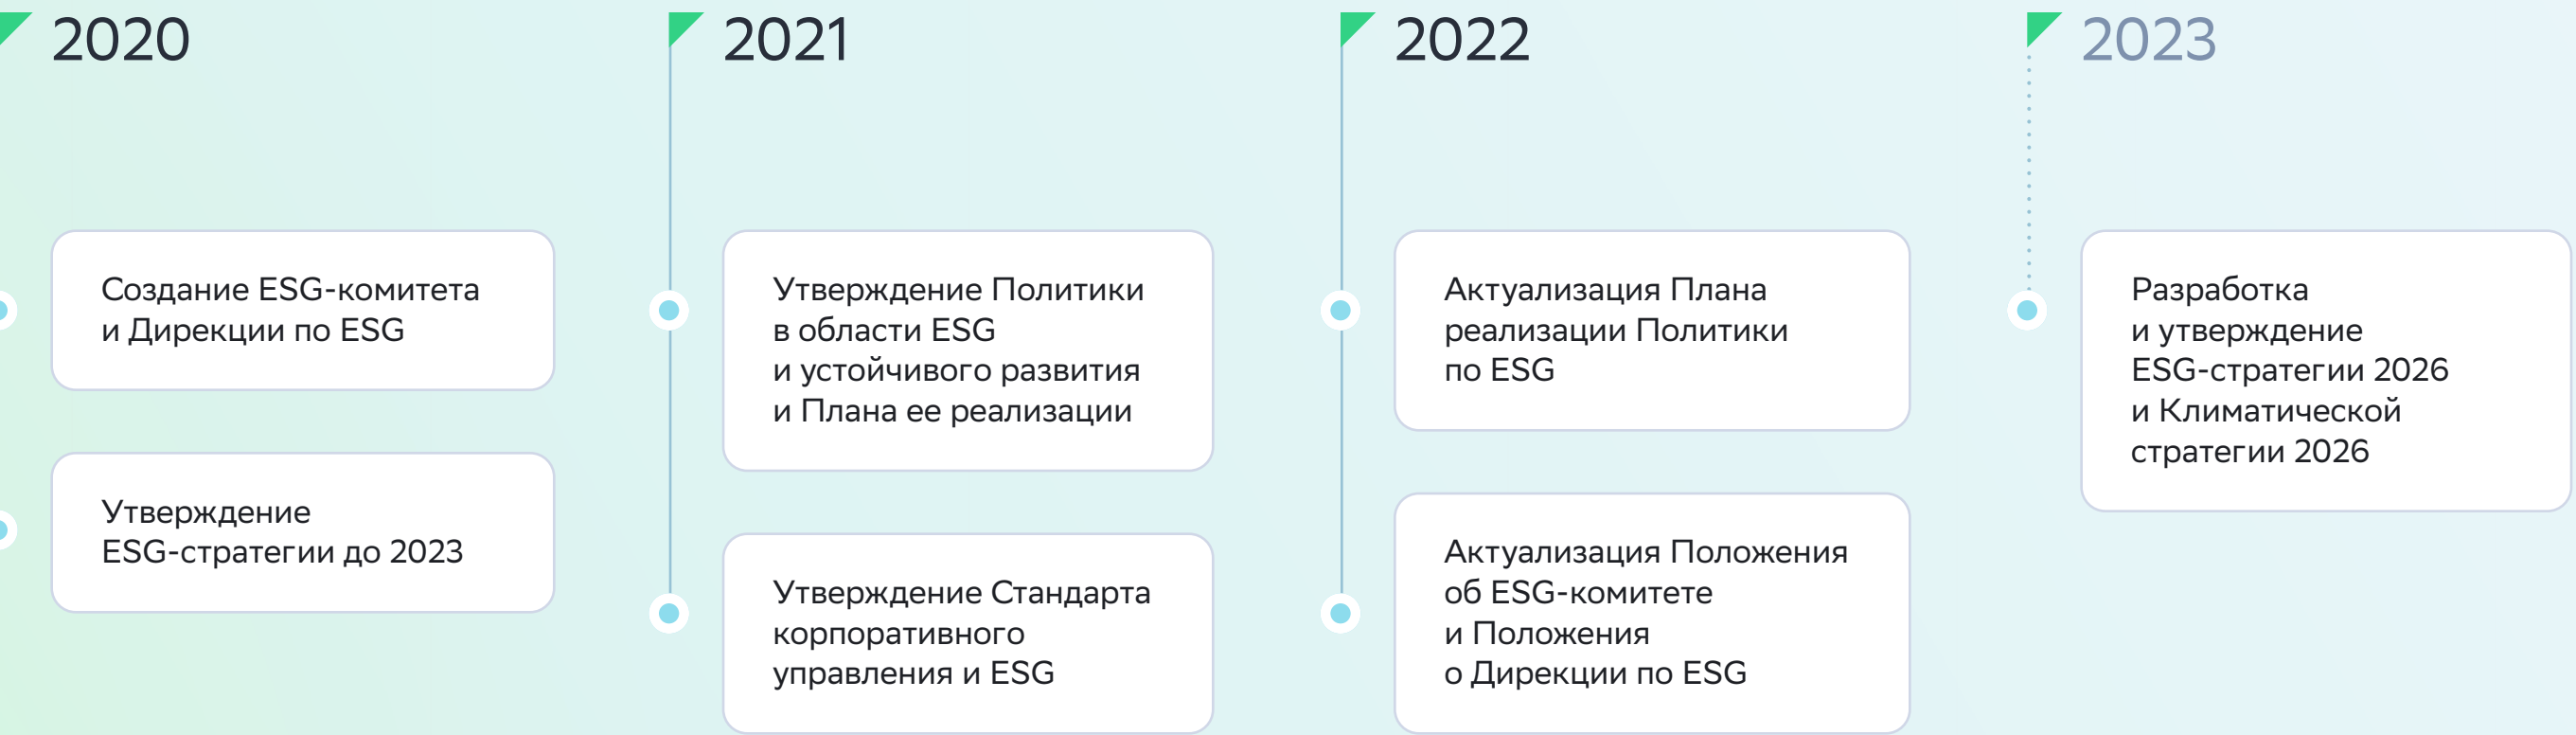 2020
Создание ESG-комитета
и Дирекции по ESG
Утверждение
ESG-стратегии до 2023
2021
Утверждение Политики
в области ESG
и устойчивого развития
и Плана ее реализации
Утверждение Стандарта
корпоративного
управления и ESG
2022
Актуализация Плана
реализации Политики
по ESG
Актуализация Положения
об ESG-комитете
и Положения
о Дирекции по ESG
2023
Разработка
и утверждение
ESG-стратегии 2026
и Климатической
стратегии 2026